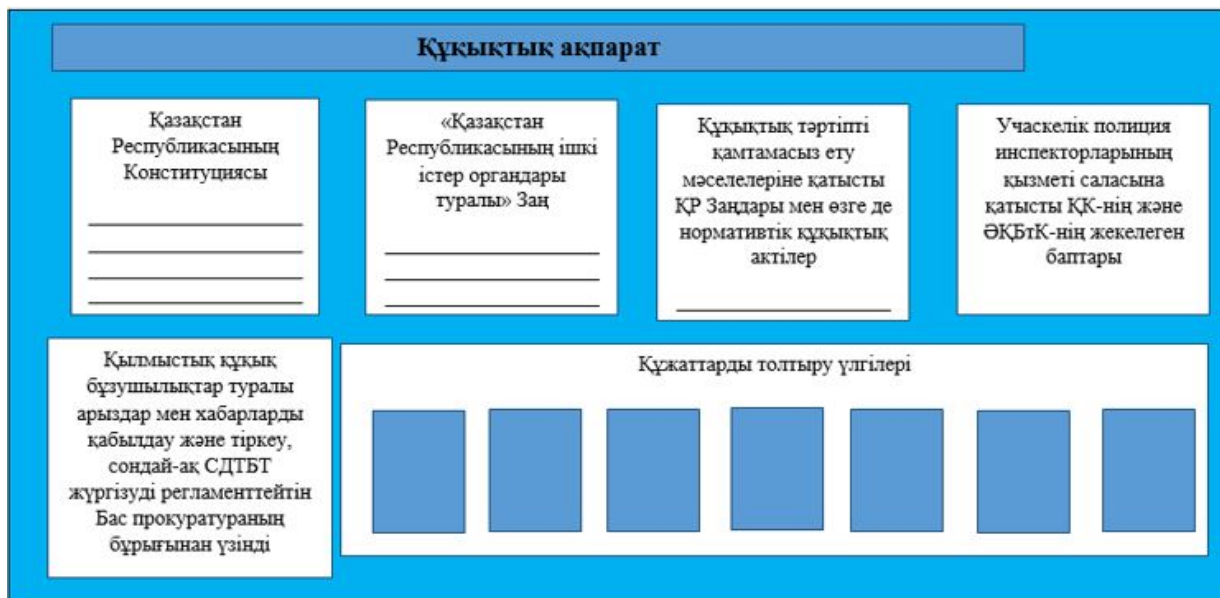 Құқықтық ақпарат
Қазақстан
Республикасының
Конституциясы
«Қазақстан
Республикасының ішкі
істер органдары
туралы» Заң
Құқықтық тәртіпті
қамтамасыз ету
мәселелеріне қатысты
ҚР Заңдары мен өзге де
нормативтік құқықтық
актілер
Учаскелік полиция
инспекторларының
қызметі саласына
қатысты ҚК-нің және
ӘҚБтК-нің жекелеген
баптары
Қылмыстық құқық
бұзушылықтар туралы
арыздар мен хабарларды
қабылдау және тіркеу,
сондай-ақ СДТБТ
жүргізуді регламенттейтін
Бас прокуратураның
бұрығынан үзінді
Құжаттарды толтыру үлгілері